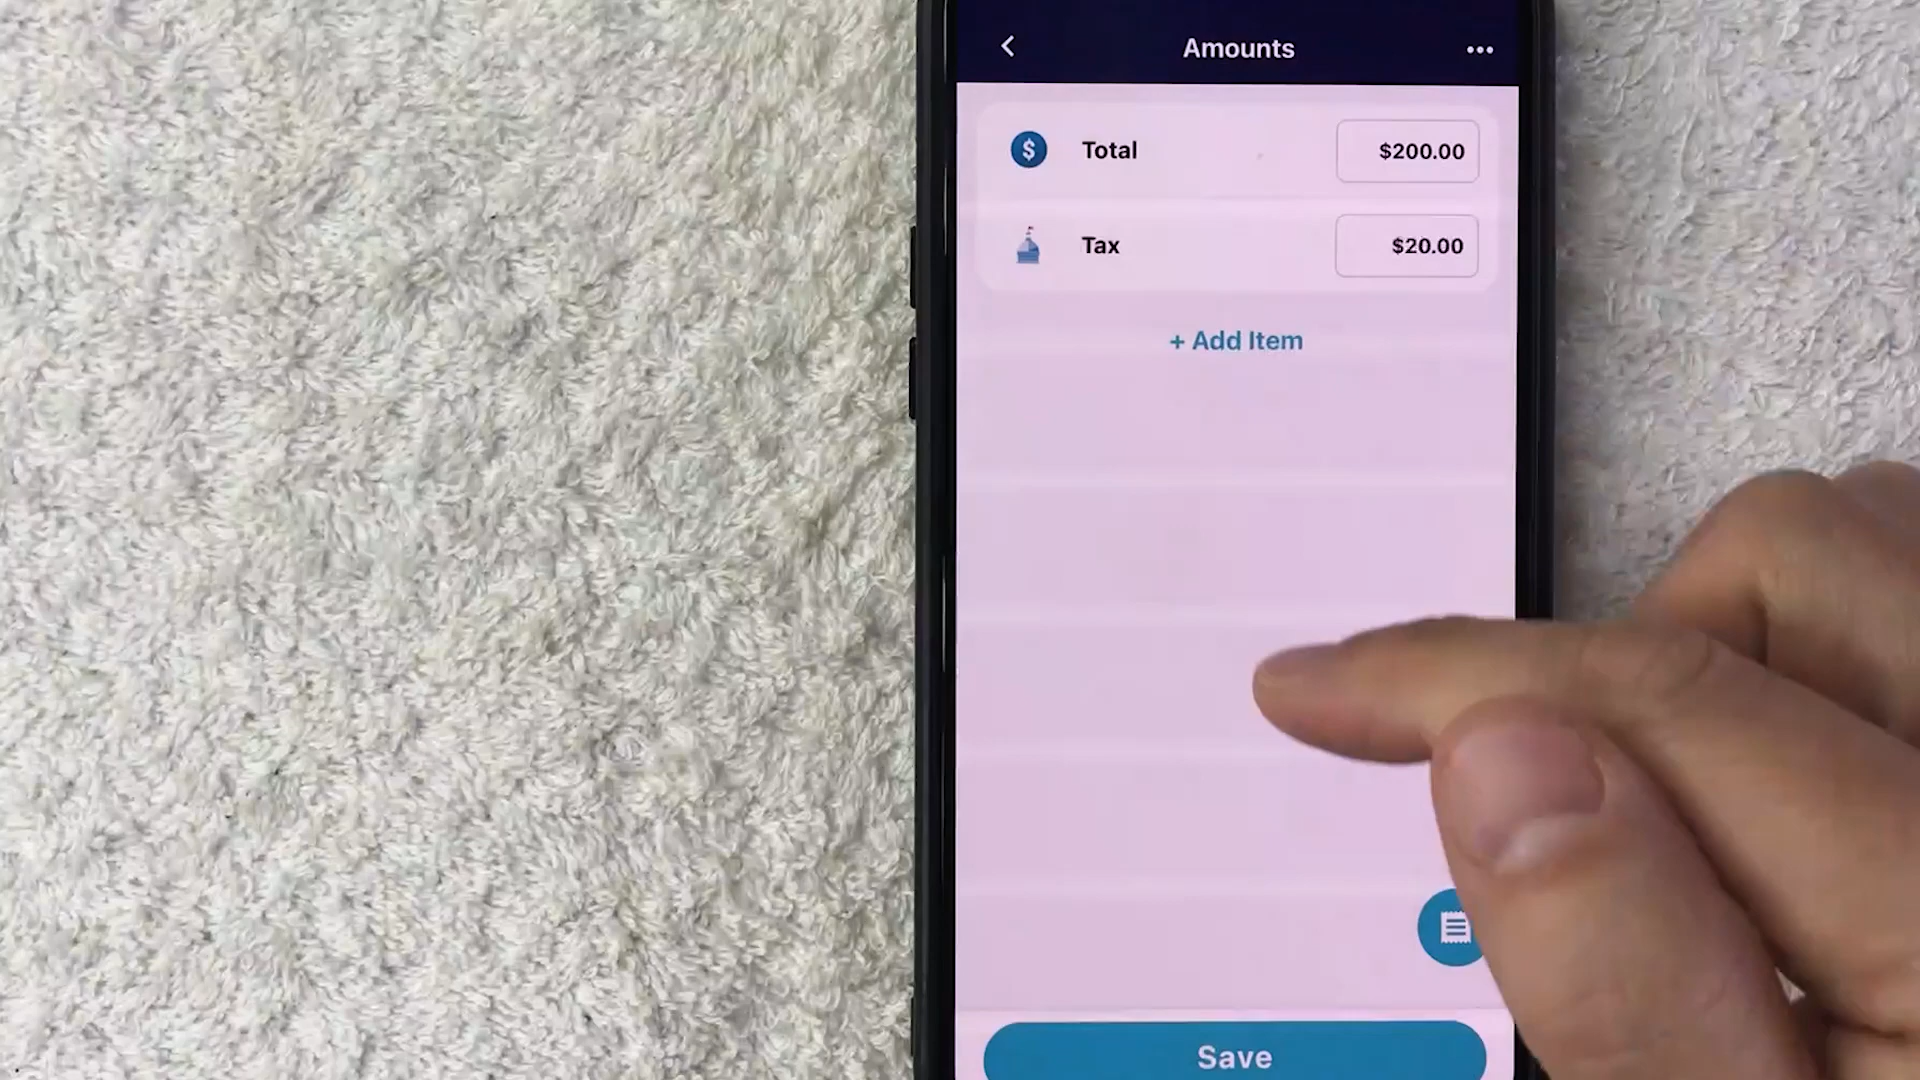 Amounts
$ Total $200.00
Tax $20.00
+ Add Item
Save